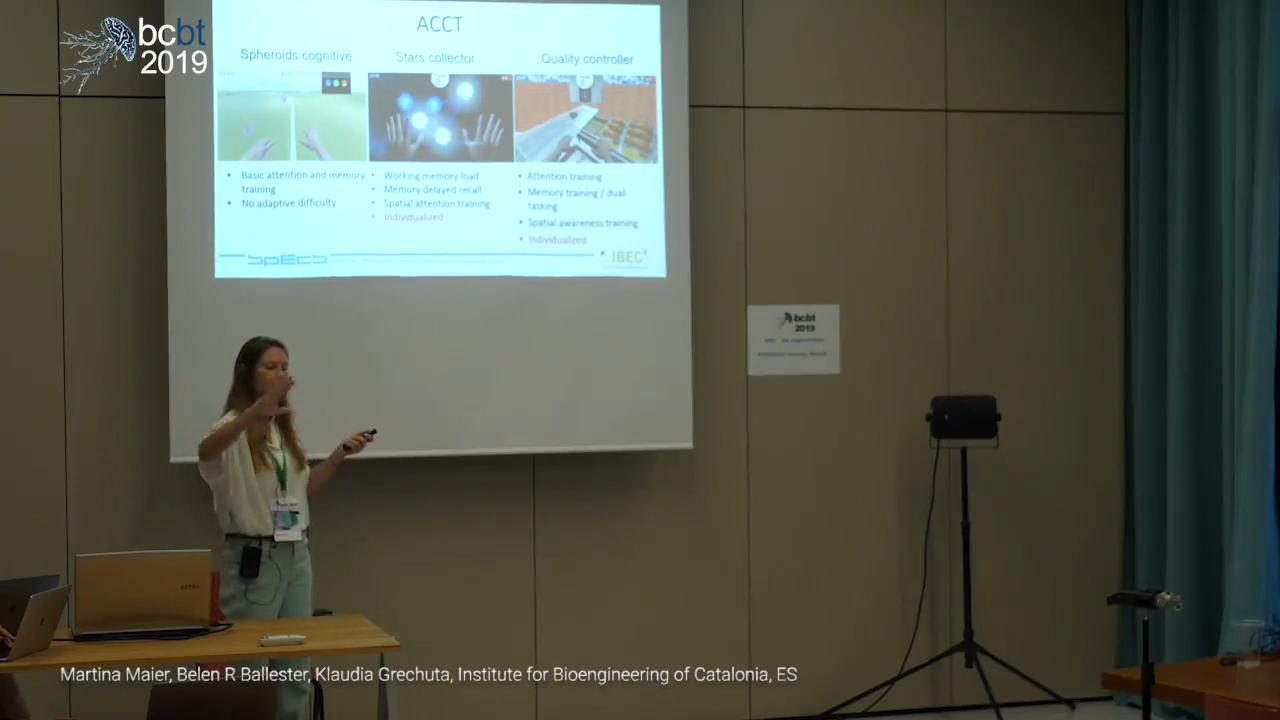 bcbt
2019
ACCT
Spheroids cognitive
Stars collector
Quality controller
• Basic attention and memory
training
• No adaptive difficulty
• Working memory load
• Memory delayed recall
• Spatial attention training
• Individualized
• Attention training
• Memory training / dual-
tasking
• Spatial awareness training
• Individualized
specs
IBEC
bcbt
2019
Martina Maier, Belen R Ballester, Klaudia Grechuta, Institute for Bioengineering of Catalonia, ES